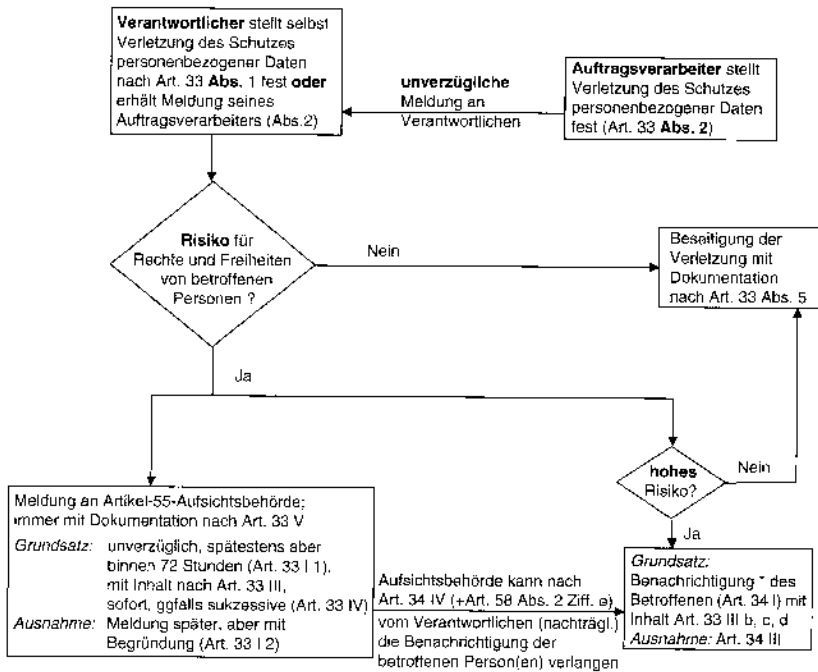 Verantwortlicher stellt selbst
Verletzung des Schutzes
personenbezogener Daten
nach Art. 33 Abs. 1 fest oder
erhält Meldung seines
Auftragsverarbeiters (Abs.2)
unverzügliche
Meldung an
Verantwortlichen
Auftragsverarbeiter stellt
Verletzung des Schutzes
personenbezogener Daten
fest (Art. 33 Abs. 2)
Risiko für
Rechte und Freiheiten
von betroffenen
Personen ?
Nein
Beseitigung der
Verletzung mit
Dokumentation
nach Art. 33 Abs. 5
Ja
hohes
Risiko?
Nein
Ja
Meldung an Artikel-55-Aufsichtsbehörde;
immer mit Dokumentation nach Art. 33 V
Grundsatz: unverzüglich, spätestens aber
binnen 72 Stunden (Art. 33 I 1),
mit Inhalt nach Art. 33 III,
sofort, ggfalls sukzessive (Art. 33 IV)
Ausnahme: Meldung später, aber mit
Begründung (Art. 33 I 2)
Aufsichtsbehörde kann nach
Art. 34 IV (+Art. 58 Abs. 2 Ziff. e)
vom Verantwortlichen (nachträgl.)
die Benachrichtigung der
betroffenen Person(en) verlangen
Grundsatz:
Benachrichtigung * des
Betroffenen (Art. 34 I) mit
Inhalt Art. 33 III b, c, d
Ausnahme: Art. 34 III